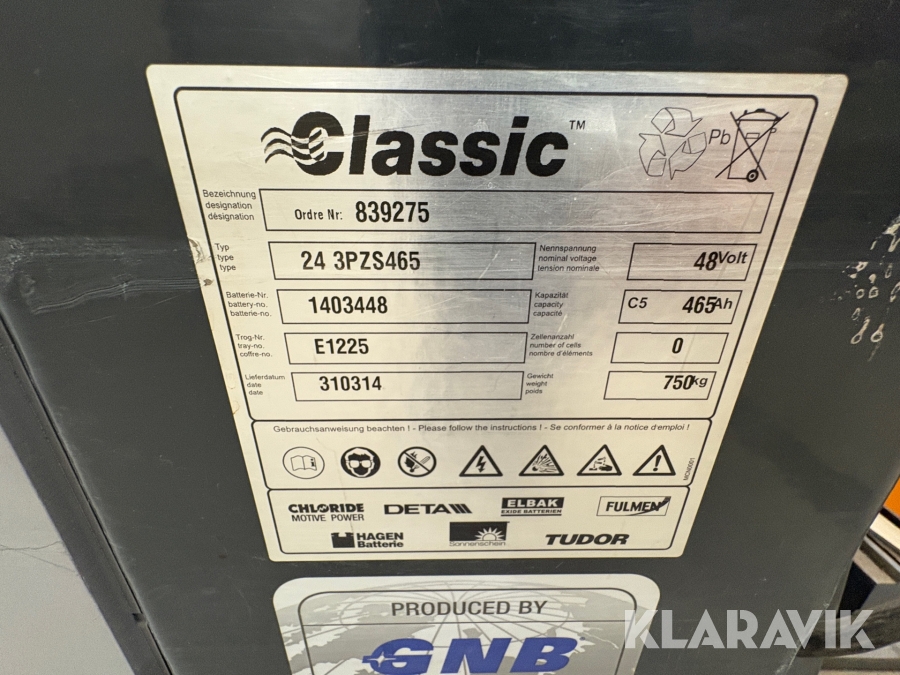 Classic™
Pb
Bezeichnung
designation
désignation
Ordre Nr: 839275
Typ
type
type
24 3PZS465
Nennspannung
nominal voltage
tension nominale
48Volt
Batterie-Nr.
battery-no.
batterie-no.
1403448
Kapazität
capacity
capacité
C5 465Ah
Trog-Nr.
tray-no.
coffre-no.
E1225
Zellenanzahl
number of cells
nombre d'éléments
0
Lieferdatum
date
date
310314
Gewicht
weight
poids
750kg
Gebrauchsanweisung beachten ! - Please follow the instructions ! - Se conformer à la notice d'emploi !
CHLORIDE
MOTIVE POWER
DETA
ELBAK
EXIDE BATTERIEN
FULMEN
HAGEN
Batterie
Sonnenschein
TUDOR
PRODUCED BY
GNB
KLARAVIK